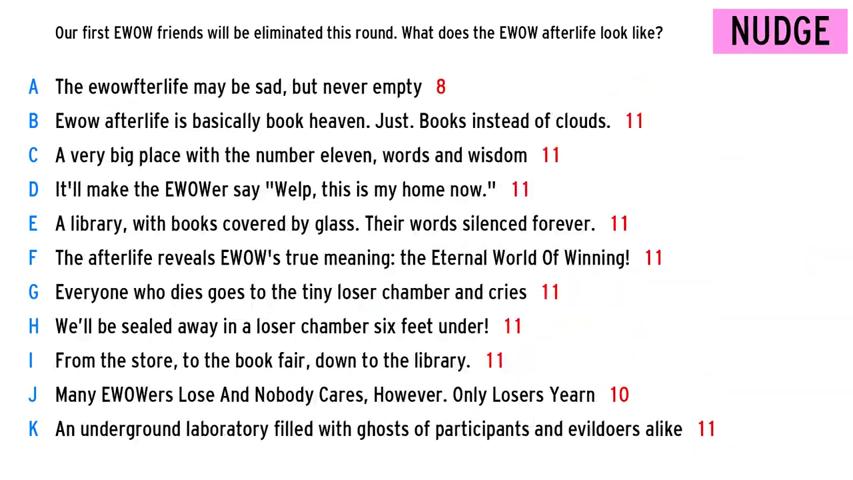 Our first EWOW friends will be eliminated this round. What does the EWOW afterlife look like?
NUDGE
A The ewowfterlife may be sad, but never empty 8
B Ewow afterlife is basically book heaven. Just. Books instead of clouds. 11
C A very big place with the number eleven, words and wisdom 11
D It'll make the EWOWer say "Welp, this is my home now." 11
E A library, with books covered by glass. Their words silenced forever. 11
F The afterlife reveals EWOW's true meaning: the Eternal World Of Winning! 11
G Everyone who dies goes to the tiny loser chamber and cries 11
H We’ll be sealed away in a loser chamber six feet under! 11
I From the store, to the book fair, down to the library. 11
J Many EWOWers Lose And Nobody Cares, However. Only Losers Yearn 10
K An underground laboratory filled with ghosts of participants and evildoers alike 11